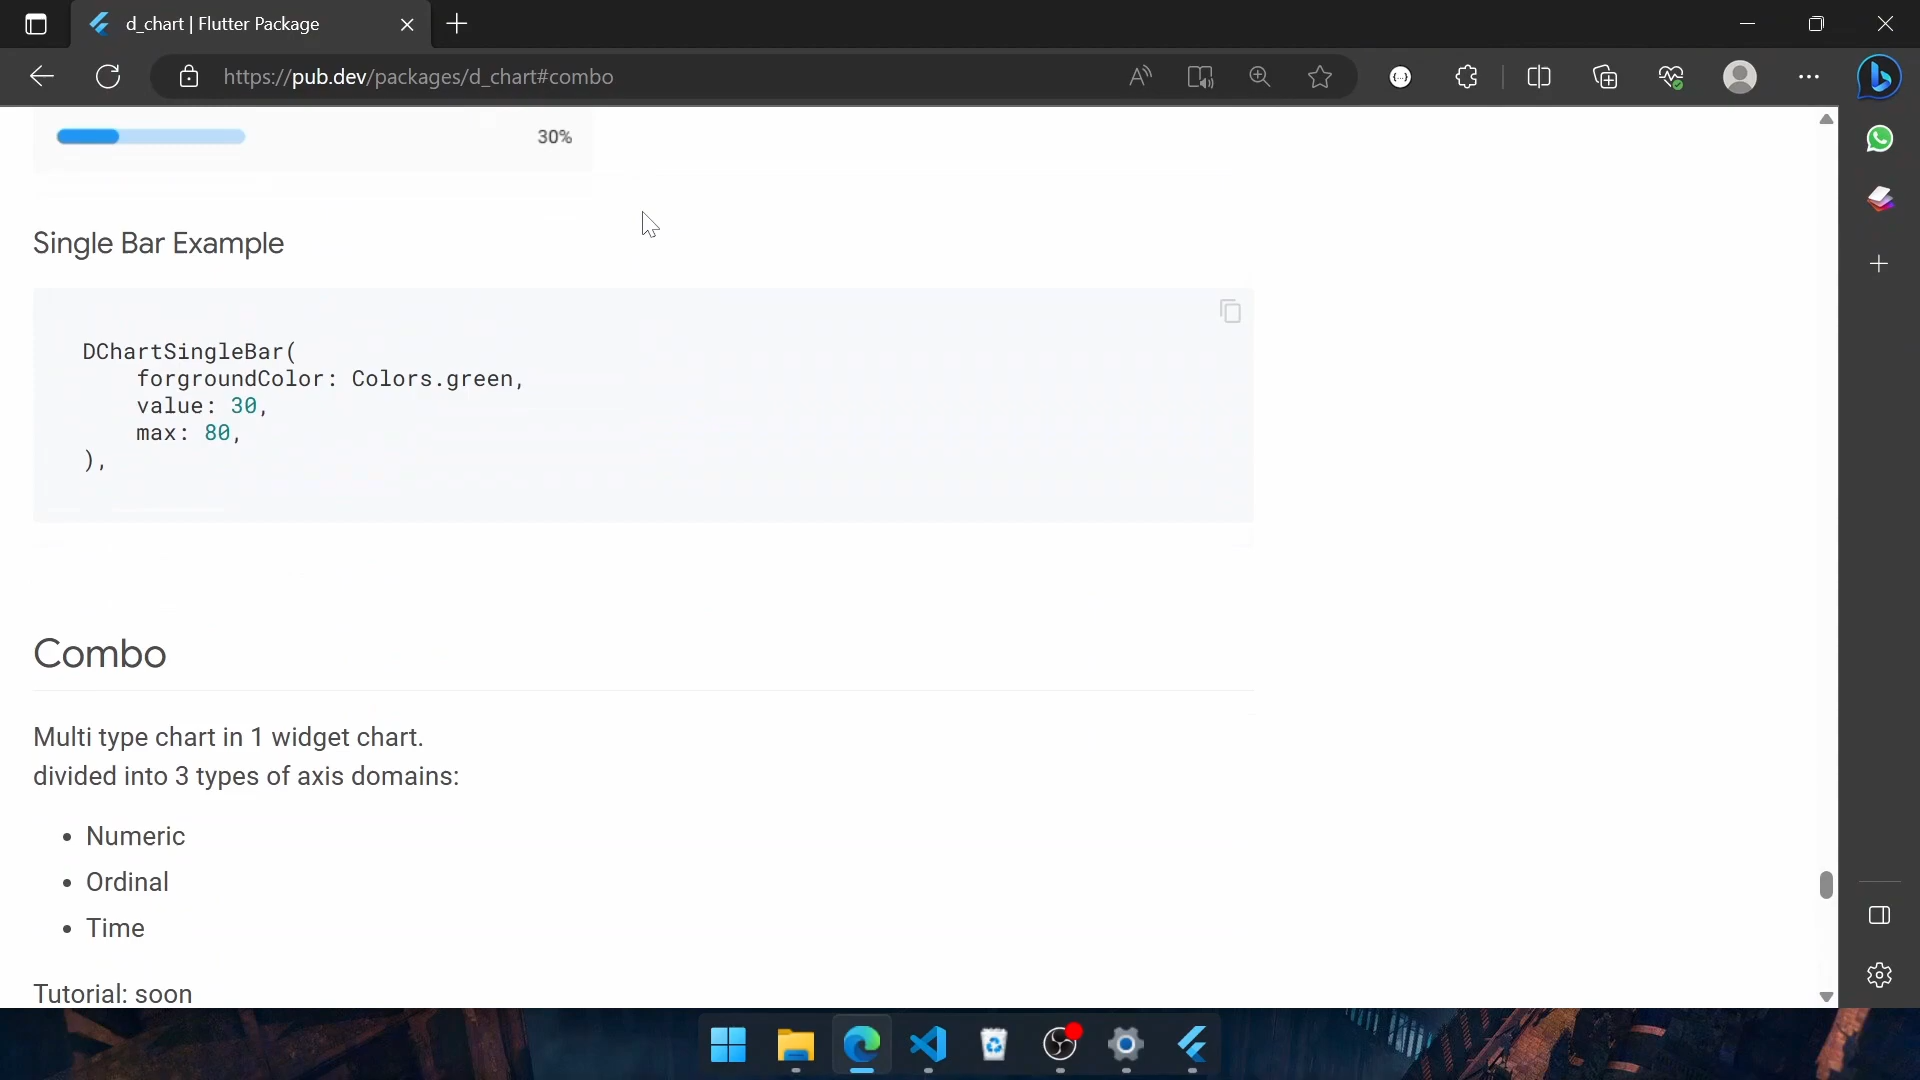 d_chart | Flutter Package
https://pub.dev/packages/d_chart#combo
30%
Single Bar Example
DChartSingleBar(
forgroundColor: Colors.green,
value: 30,
max: 80,
),
Combo
Multi type chart in 1 widget chart.
divided into 3 types of axis domains:
• Numeric
• Ordinal
• Time
Tutorial: soon